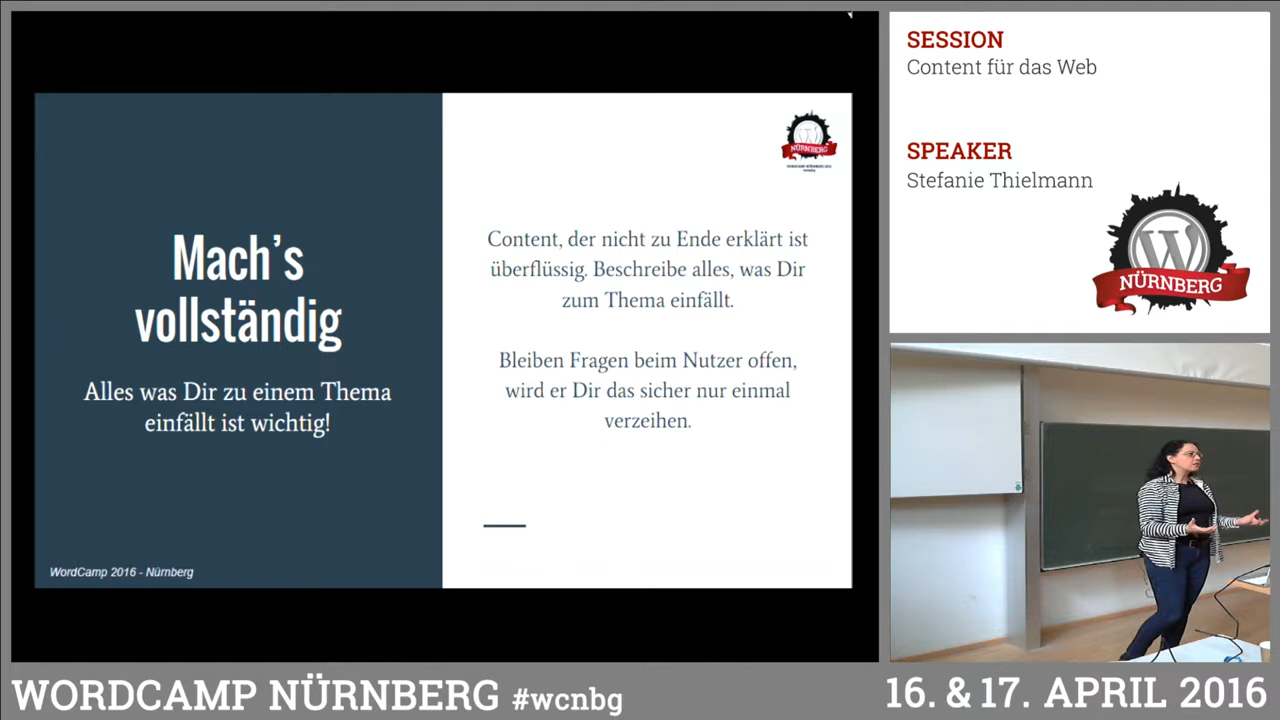 Mach's
vollständig
Alles was Dir zu einem Thema
einfällt ist wichtig!
WordCamp 2016 - Nürnberg
NÜRNBERG
WORDCAMP NÜRNBERG 2016
Content, der nicht zu Ende erklärt ist
überflüssig. Beschreibe alles, was Dir
zum Thema einfällt.
Bleiben Fragen beim Nutzer offen,
wird er Dir das sicher nur einmal
verzeihen.
SESSION
Content für das Web
SPEAKER
Stefanie Thielmann
W
NÜRNBERG
WORDCAMP NÜRNBERG #wcnbg
16. & 17. APRIL 2016